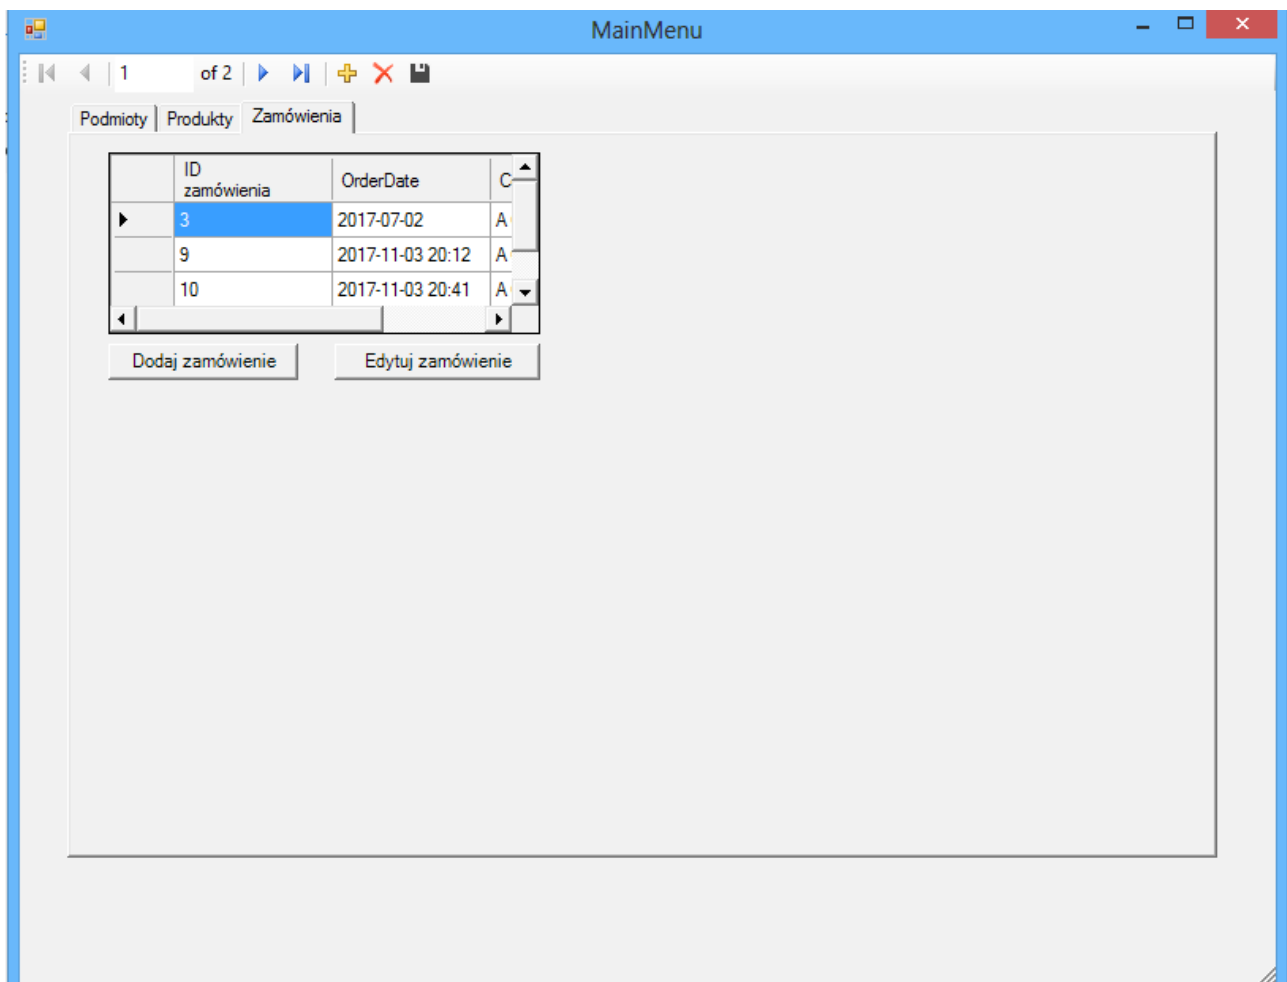 MainMenu
1 of 2
Podmioty Produkty Zamówienia
ID
zamówienia OrderDate C
3 2017-07-02 A
9 2017-11-03 20:12 A
10 2017-11-03 20:41 A
Dodaj zamówienie Edytuj zamówienie